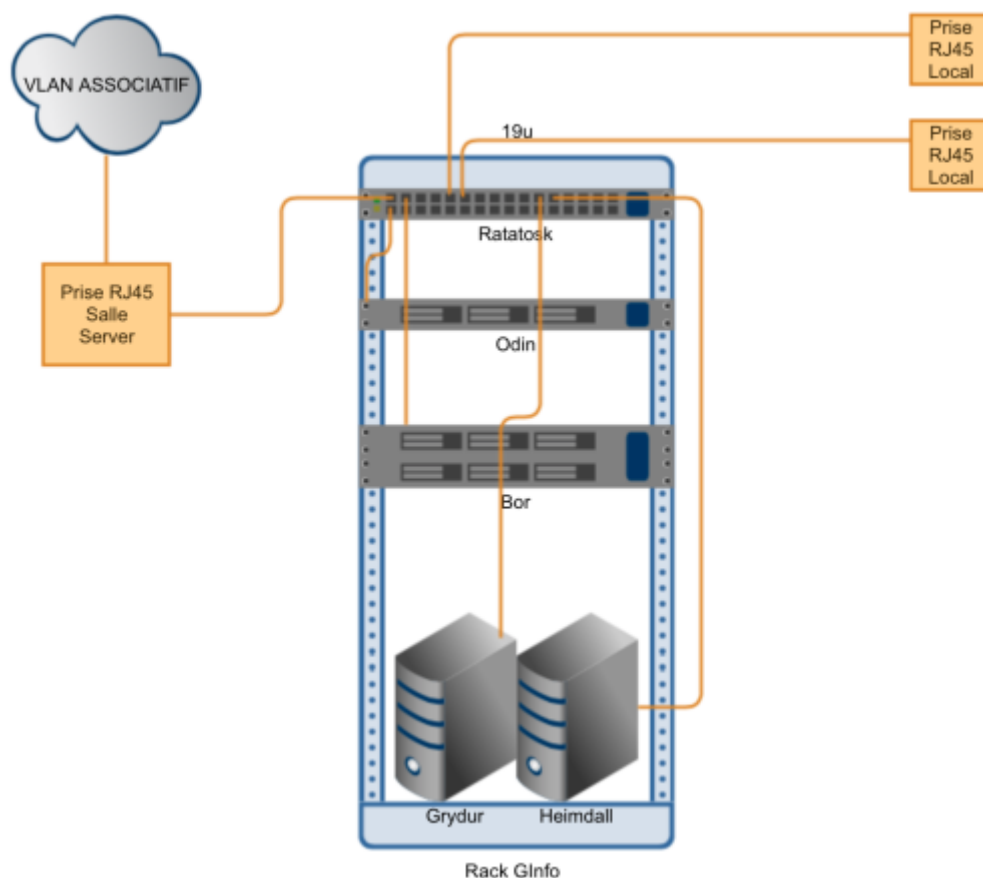 VLAN ASSOCIATIF
Prise
RJ45
Local
19u
Prise
RJ45
Local
Ratatosk
Prise RJ45
Salle
Server
Odin
Bor
Grydur
Heimdall
Rack GInfo